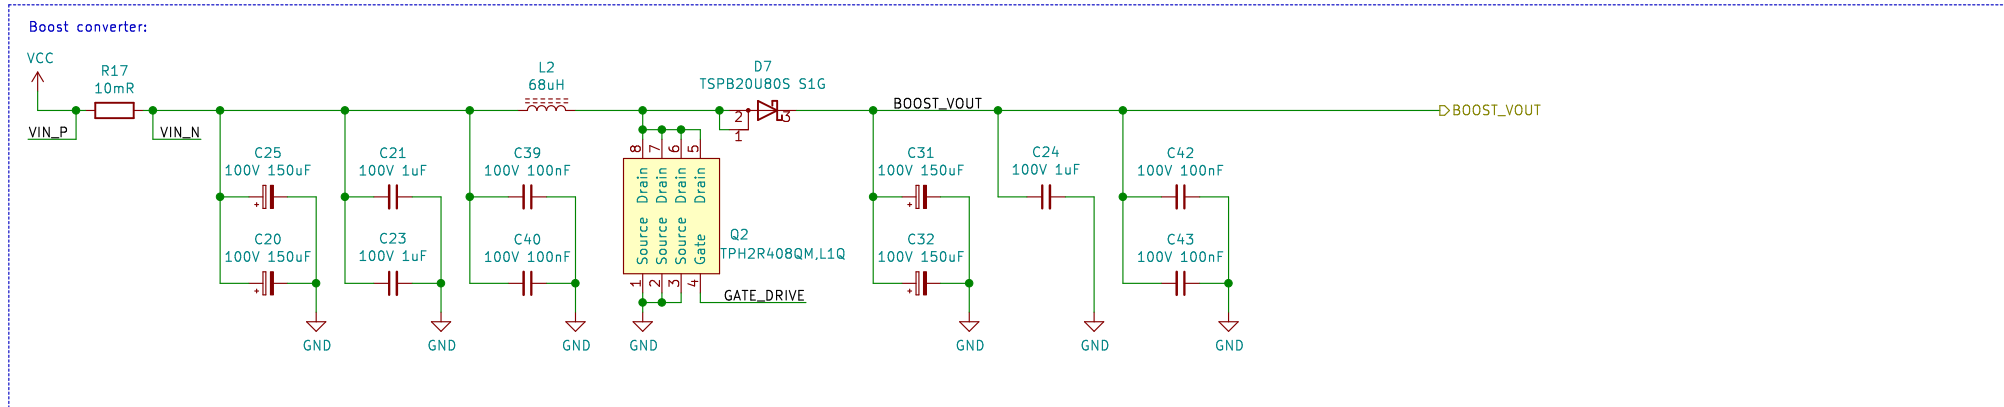 Boost converter:
VCC
R17
10mR
VIN_P
VIN_N
L2
68uH
D7
TSPB20U80S S1G
2
1
3
BOOST_VOUT
BOOST_VOUT
C25
100V 150uF
+
C20
100V 150uF
+
C21
100V 1uF
C23
100V 1uF
C39
100V 100nF
C40
100V 100nF
8 7 6 5
Drain Drain Drain Drain
Source Source Source Gate
1 2 3 4
Q2
TPH2R408QM,L1Q
GATE_DRIVE
C31
100V 150uF
+
C32
100V 150uF
+
C24
100V 1uF
C42
100V 100nF
C43
100V 100nF
GND
GND
GND
GND
GND
GND
GND